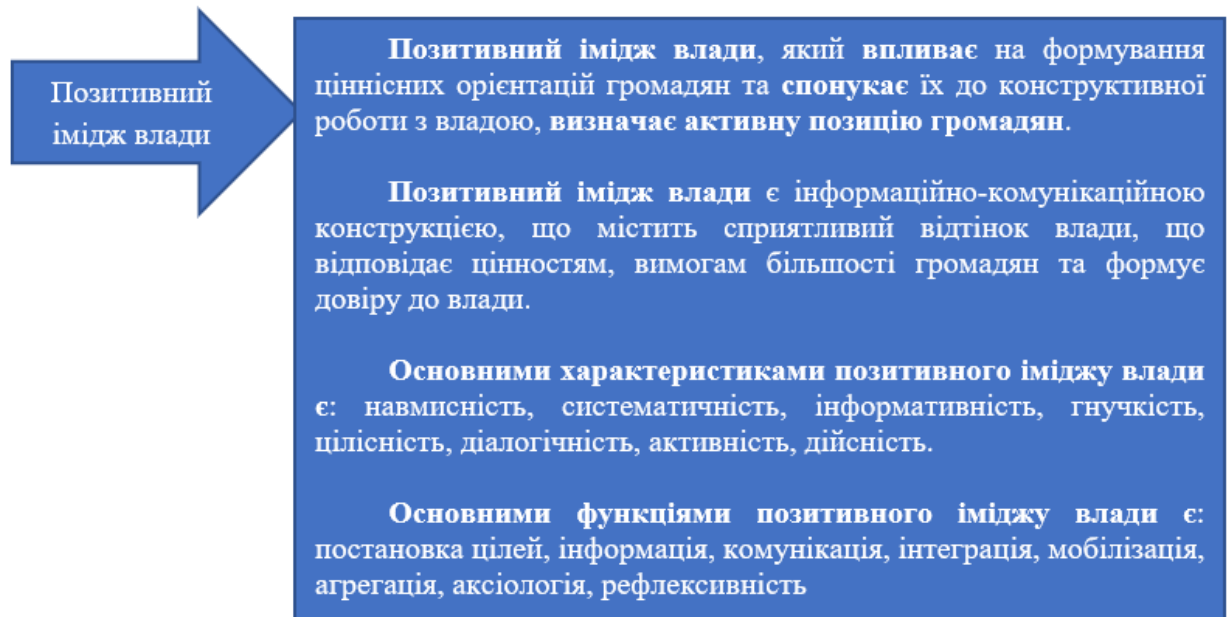 Позитивний
імідж влади
Позитивний імідж влади, який впливає на формування
ціннісних орієнтацій громадян та спонукає їх до конструктивної
роботи з владою, визначає активну позицію громадян.
Позитивний імідж влади є інформаційно-комунікаційною
конструкцією, що містить сприятливий відтінок влади, що
відповідає цінностям, вимогам більшості громадян та формує
довіру до влади.
Основними характеристиками позитивного іміджу влади
є: навмисність, систематичність, інформативність, гнучкість,
цілісність, діалогічність, активність, дійсність.
Основними функціями позитивного іміджу влади є:
постановка цілей, інформація, комунікація, інтеграція, мобілізація,
агрегація, аксіологія, рефлексивність